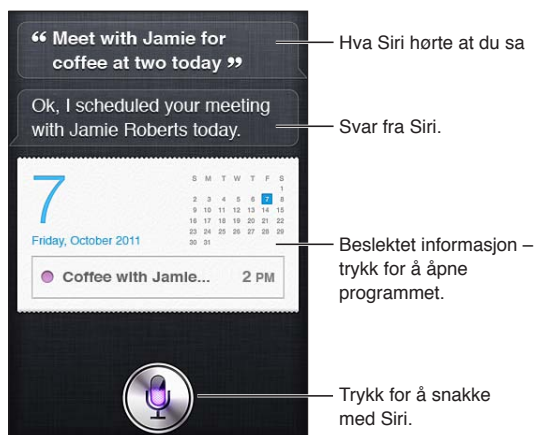 “ Meet with Jamie for
coffee at two today ”
Hva Siri hørte at du sa
Ok, I scheduled your meeting
with Jamie Roberts today.
Svar fra Siri.
7
Friday, October 2011
S M T W T F S
1
2 3 4 5 6 7 8
9 10 11 12 13 14 15
16 17 18 19 20 21 22
23 24 25 26 27 28 29
30 31
Coffee with Jamie... 2 PM
Beslektet informasjon –
trykk for å åpne
programmet.
Trykk for å snakke
med Siri.